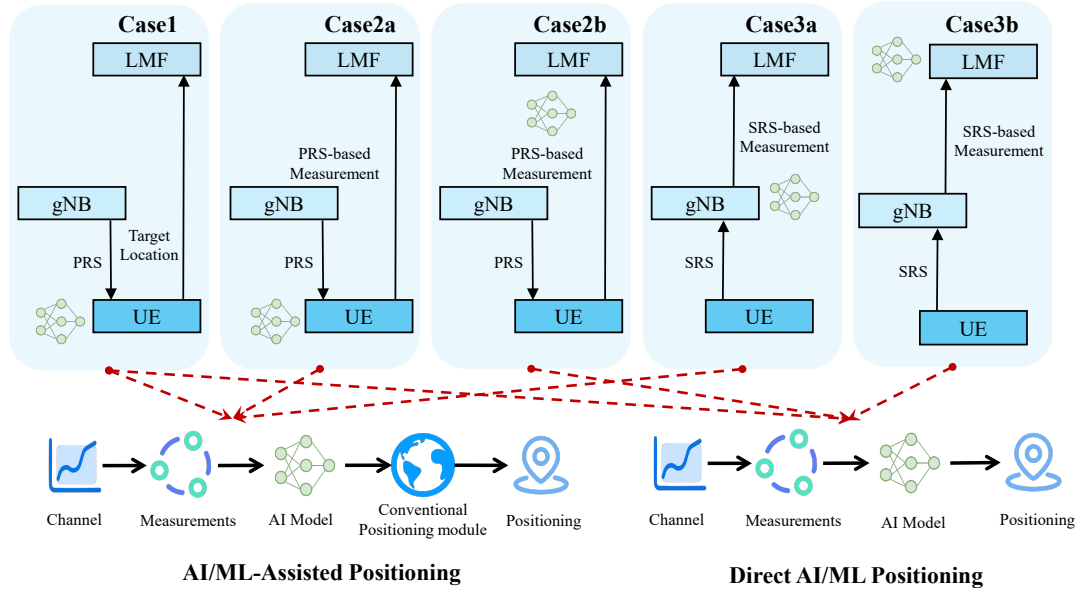 Case1
LMF
gNB
Target
Location
PRS
UE
Case2a
LMF
PRS-based
Measurement
gNB
PRS
UE
Case2b
LMF
PRS-based
Measurement
gNB
PRS
UE
Case3a
LMF
SRS-based
Measurement
gNB
SRS
UE
Case3b
LMF
SRS-based
Measurement
gNB
SRS
UE
Channel
Measurements
AI Model
Conventional
Positioning module
Positioning
AI/ML-Assisted Positioning
Channel
Measurements
AI Model
Positioning
Direct AI/ML Positioning